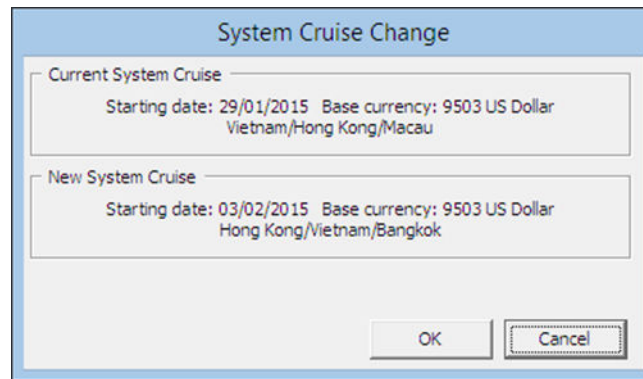 System Cruise Change
Current System Cruise
Starting date: 29/01/2015 Base currency: 9503 US Dollar
Vietnam/Hong Kong/Macau
New System Cruise
Starting date: 03/02/2015 Base currency: 9503 US Dollar
Hong Kong/Vietnam/Bangkok
OK Cancel